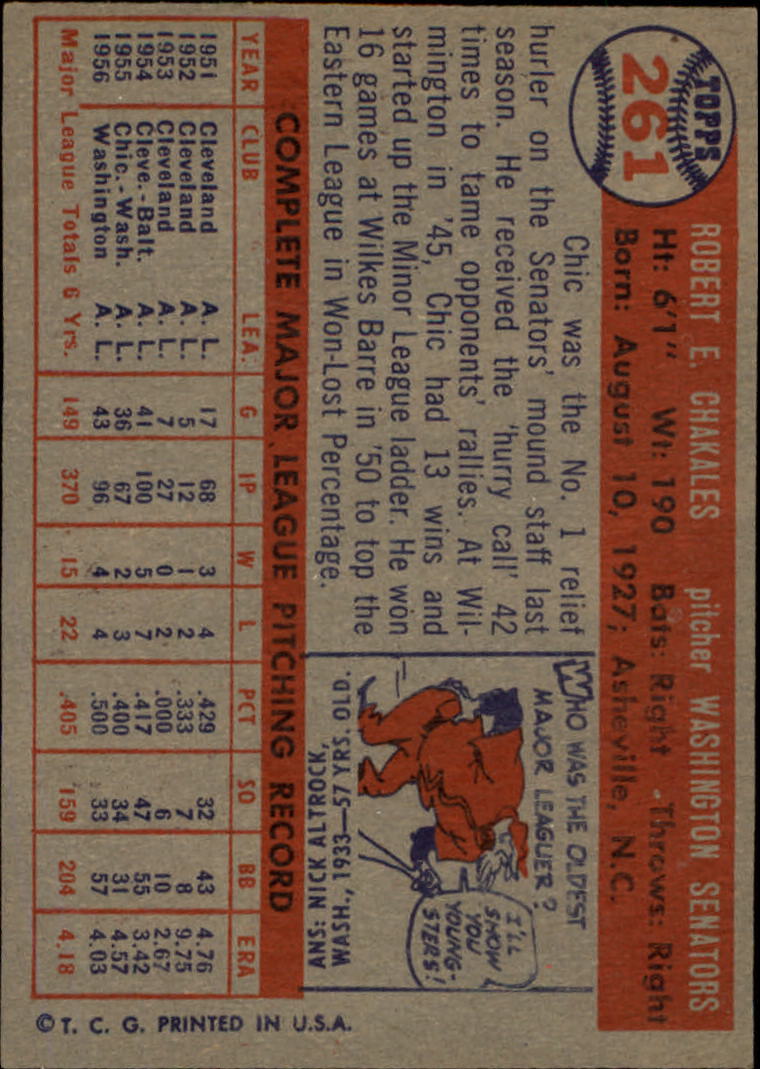 TOPPS
261
ROBERT E. CHAKALES pitcher WASHINGTON SENATORS
Ht: 6'1" Wt: 190 Bats: Right Throws: Right
Born: August 10, 1927; Asheville, N.C.
Chic was the No. 1 relief
hurler on the Senators' mound staff last
season. He received the 'hurry call' 42
times to tame opponents' rallies. At Wil-
mington in '45, Chic had 13 wins and
started up the Minor League ladder. He won
16 games at Wilkes Barre in '50 to top the
Eastern League in Won-Lost Percentage.
WHO WAS THE OLDEST
MAJOR LEAGUER?
I'LL
SHOW
YOU
YOUNG-
STERS!
WASH., 1933—57 YRS. OLD.
ANS: NICK ALTROCK,
COMPLETE MAJOR LEAGUE PITCHING RECORD
YEAR CLUB LEA. G IP W L PCT SO BB ERA
1951 Cleveland A. L. 17 68 3 4 .429 32 43 4.76
1952 Cleveland A. L. 5 12 1 2 .333 7 8 9.75
1953 Cleveland A. L. 7 27 0 2 .000 6 10 2.67
1954 Cleve.-Balt. A. L. 41 100 5 7 .417 47 55 3.42
1955 Chic.-Wash. A. L. 36 67 2 3 .400 34 31 4.57
1956 Washington A. L. 43 96 4 4 .500 33 57 4.03
Major League Totals 6 Yrs. 149 370 15 22 .405 159 204 4.18
© T. C. G. PRINTED IN U.S.A.